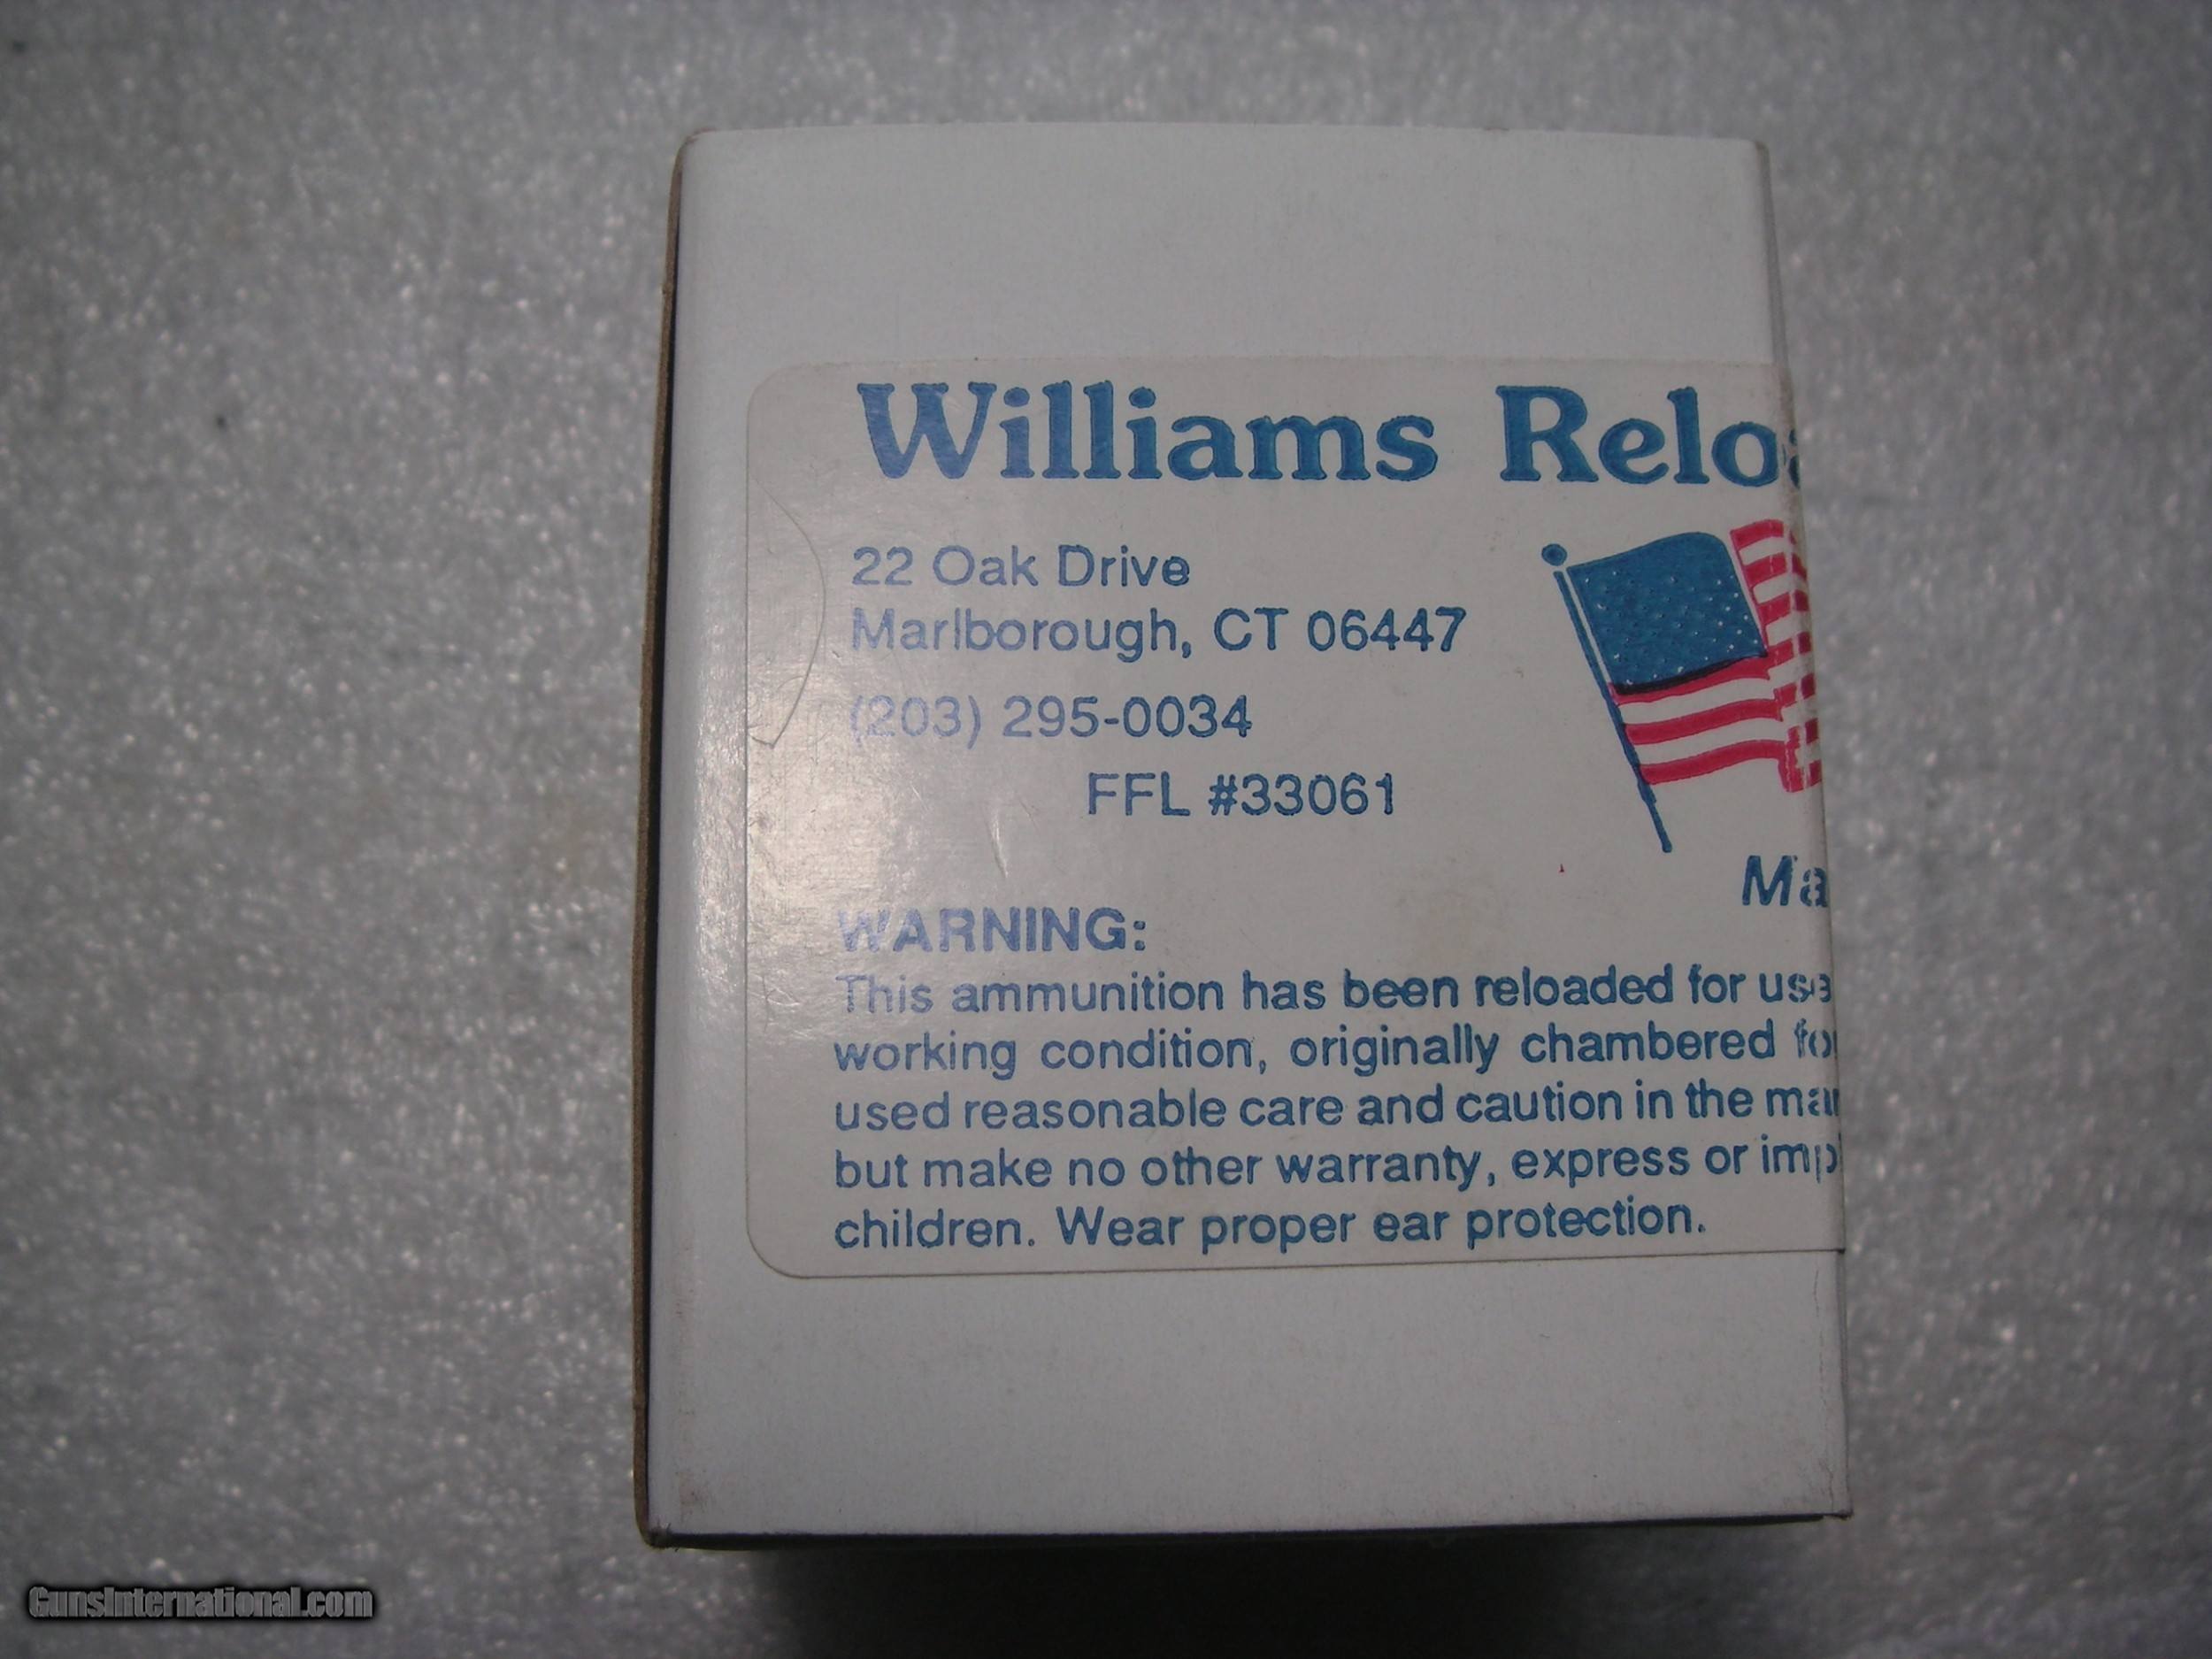 Williams Relo
22 Oak Drive
Marlborough, CT 06447
(203) 295-0034
FFL #33061
Ma
WARNING:
This ammunition has been reloaded for use
working condition, originally chambered for
used reasonable care and caution in the ma
but make no other warranty, express or imp
children. Wear proper ear protection.
GunsInternational.com